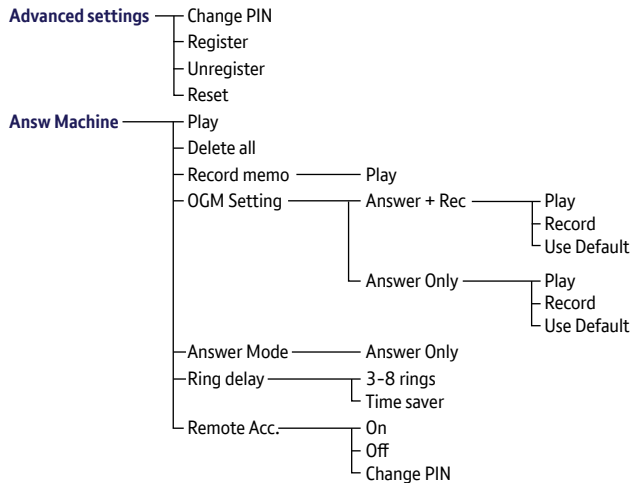 Advanced settings Change PIN
Register
Unregister
Reset
Answ Machine Play
Delete all
Record memo Play
OGM Setting Answer + Rec Play
Record
Use Default
Answer Only Play
Record
Use Default
Answer Mode Answer Only
Ring delay 3-8 rings
Time saver
Remote Acc. On
Off
Change PIN